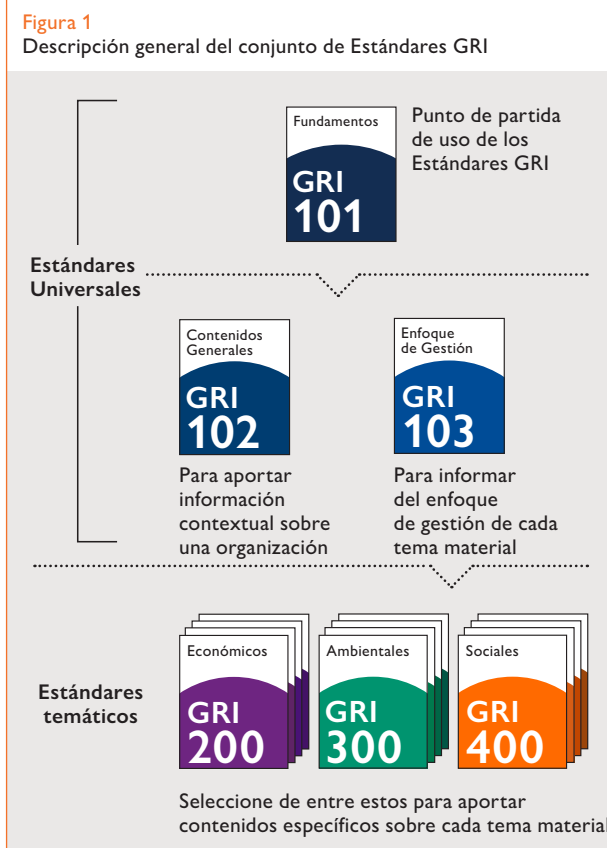 Figura 1
Descripción general del conjunto de Estándares GRI
Fundamentos
GRI
101
Punto de partida
de uso de los
Estándares GRI
Estándares
Universales
Contenidos
Generales
GRI
102
Para aportar
información
contextual sobre
una organización
Enfoque
de Gestión
GRI
103
Para informar
del enfoque
de gestión de cada
tema material
Estándares
temáticos
Económicos
GRI
200
Ambientales
GRI
300
Sociales
GRI
400
Seleccione de entre estos para aportar
contenidos específicos sobre cada tema material